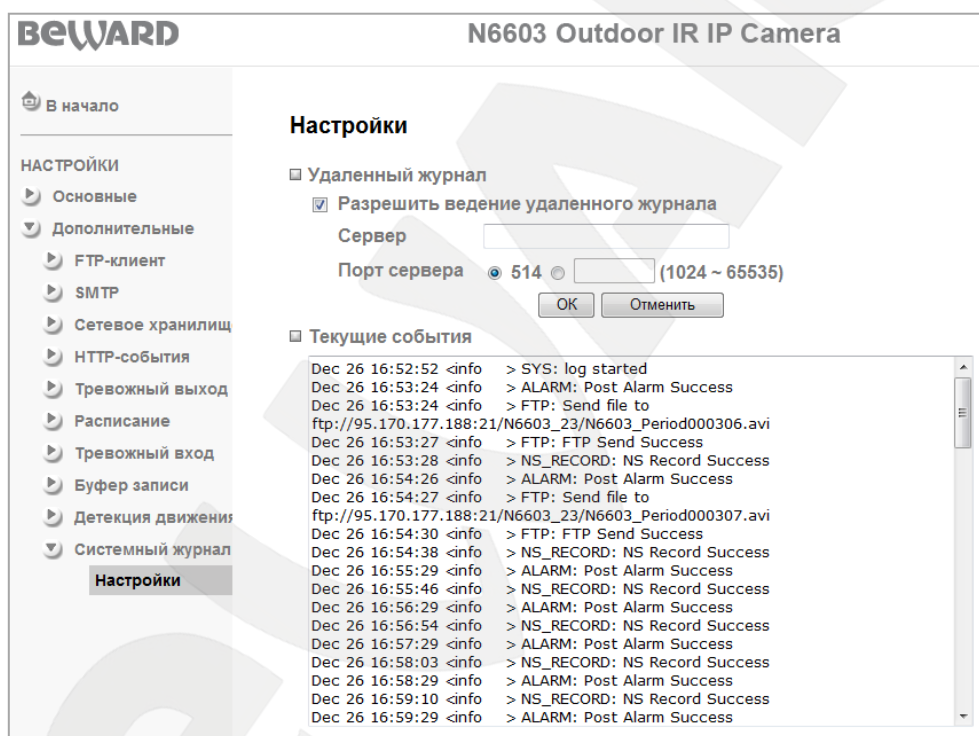 BEWARD
N6603 Outdoor IR IP Camera
В начало
НАСТРОЙКИ
Основные
Дополнительные
FTP-клиент
SMTP
Сетевое хранилищ
HTTP-события
Тревожный выход
Расписание
Тревожный вход
Буфер записи
Детекция движения
Системный журнал
Настройки
Настройки
Удаленный журнал
Разрешить ведение удаленного журнала
Сервер
Порт сервера 514 (1024 ~ 65535)
OK Отменить
Текущие события
Dec 26 16:52:52 <info > SYS: log started
Dec 26 16:53:24 <info > ALARM: Post Alarm Success
Dec 26 16:53:24 <info > FTP: Send file to
ftp://95.170.177.188:21/N6603_23/N6603_Period000306.avi
Dec 26 16:53:27 <info > FTP: FTP Send Success
Dec 26 16:53:28 <info > NS_RECORD: NS Record Success
Dec 26 16:54:26 <info > ALARM: Post Alarm Success
Dec 26 16:54:27 <info > FTP: Send file to
ftp://95.170.177.188:21/N6603_23/N6603_Period000307.avi
Dec 26 16:54:30 <info > FTP: FTP Send Success
Dec 26 16:54:38 <info > NS_RECORD: NS Record Success
Dec 26 16:55:29 <info > ALARM: Post Alarm Success
Dec 26 16:55:46 <info > NS_RECORD: NS Record Success
Dec 26 16:56:29 <info > ALARM: Post Alarm Success
Dec 26 16:56:54 <info > NS_RECORD: NS Record Success
Dec 26 16:57:29 <info > ALARM: Post Alarm Success
Dec 26 16:58:03 <info > NS_RECORD: NS Record Success
Dec 26 16:58:29 <info > ALARM: Post Alarm Success
Dec 26 16:59:10 <info > NS_RECORD: NS Record Success
Dec 26 16:59:29 <info > ALARM: Post Alarm Success